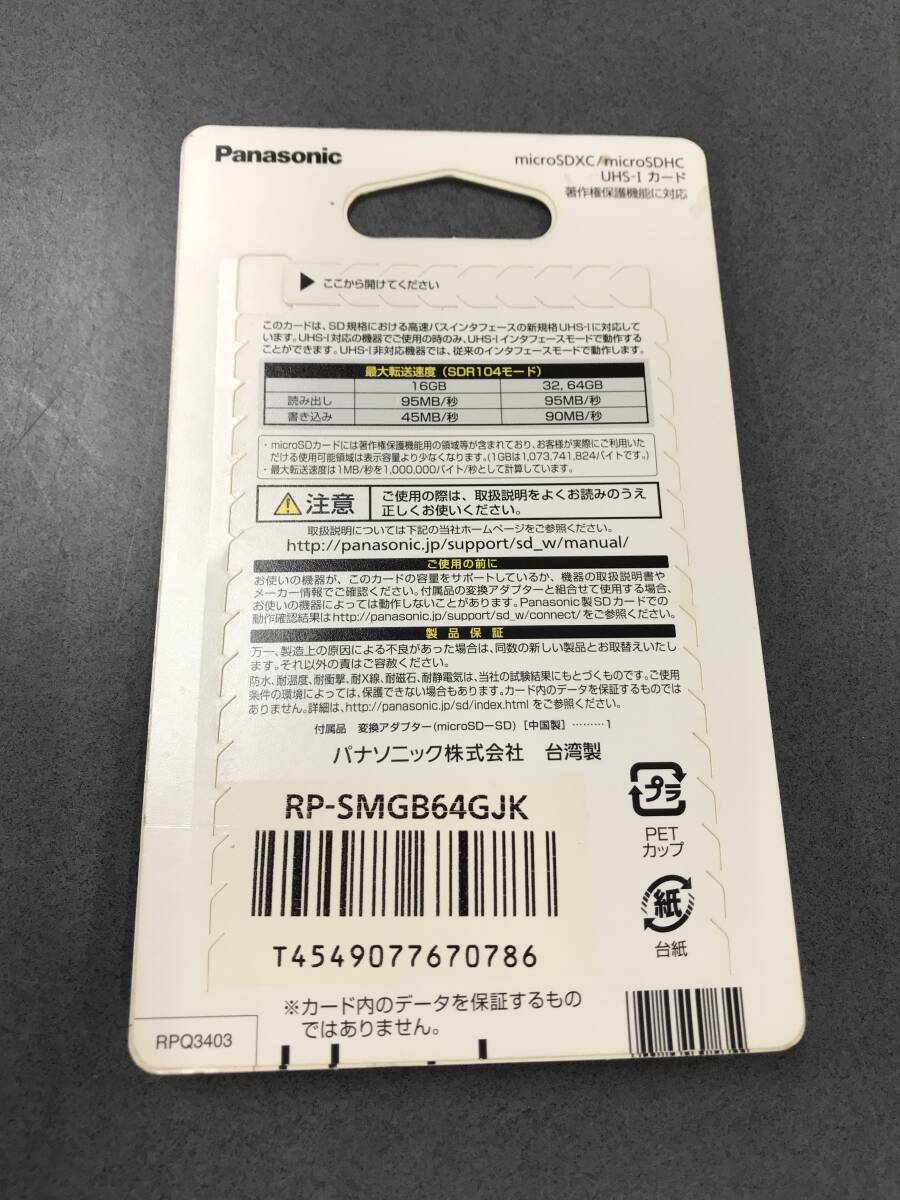 Panasonic
microSDXC/microSDHC
UHS-I カード
著作権保護機能に対応
ここから開けてください
このカードは、SD規格における高速バスインタフェースの新規格UHS-Iに対応して
います。UHS-I対応の機器でご使用の時のみ、UHS-Iインタフェースモードで動作する
ことができます。UHS-I非対応機器では、従来のインタフェースモードで動作します。
最大転送速度(SDR104モード)
16GB 32, 64GB
読み出し 95MB/秒 95MB/秒
書き込み 45MB/秒 90MB/秒
・microSDカードには著作権保護機能用の領域等が含まれており、お客様が実際にご利用いた
だける使用可能領域は表示容量より少なくなります。(1GBは1,073,741,824バイトです。)
・最大転送速度は1MB/秒を1,000,000バイト/秒として計算しています。
注意
ご使用の際は、取扱説明をよくお読みのうえ
正しくお使いください。
取扱説明については下記の当社ホームページをご参照ください。
http://panasonic.jp/support/sd_w/manual/
ご使用の前に
お使いの機器が、このカードの容量をサポートしているか、機器の取扱説明書や
メーカー情報でご確認ください。付属品の変換アダプターと組合せて使用する場合、
お使いの機器によっては動作しないことがあります。Panasonic製SDカードでの
動作確認結果はhttp://panasonic.jp/support/sd_w/connect/をご参照ください。
製品保証
万一、製造上の原因による不良があった場合は、同数の新しい製品とお取替えいたし
ます。それ以外の責はご容赦ください。
防水、耐温度、耐衝撃、耐X線、耐磁石、耐静電気は、当社の試験結果にもとづくものです。ご使用
条件の環境によっては、保護できない場合もあります。カード内のデータを保証するものでは
ありません。詳細は、http://panasonic.jp/sd/index.html をご参照ください。
付属品 変換アダプター(microSD−SD)[中国製]………1
パナソニック株式会社 台湾製
RP-SMGB64GJK
T4549077670786
プラ
PET
カップ
紙
台紙
※カード内のデータを保証するもの
ではありません。
RPQ3403